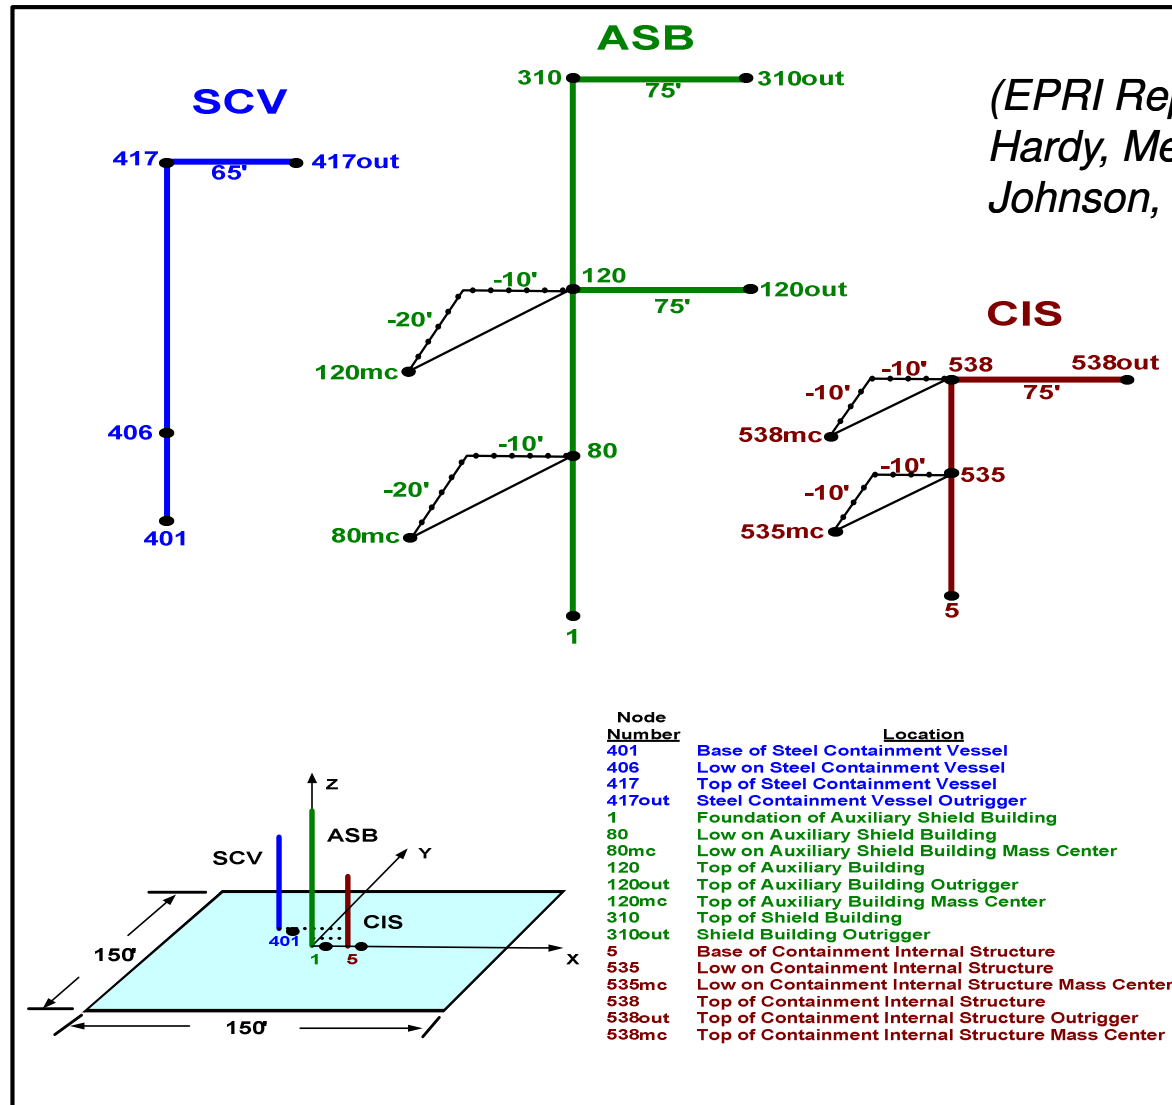 ASB
310
310out
75'
(EPRI Rep
Hardy, Me
Johnson,
SCV
417
417out
65'
-10'
120
120out
75'
-20'
120mc
CIS
538
538out
-10'
75'
-10'
538mc
406
-10'
80
-20'
80mc
-10'
535
-10'
535mc
401
5
1
Node
Number Location
401 Base of Steel Containment Vessel
406 Low on Steel Containment Vessel
417 Top of Steel Containment Vessel
417out Steel Containment Vessel Outrigger
1 Foundation of Auxiliary Shield Building
80 Low on Auxiliary Shield Building
80mc Low on Auxiliary Shield Building Mass Center
120 Top of Auxiliary Building
120out Top of Auxiliary Building Outrigger
120mc Top of Auxiliary Building Mass Center
310 Top of Shield Building
310out Shield Building Outrigger
5 Base of Containment Internal Structure
535 Low on Containment Internal Structure
535mc Low on Containment Internal Structure Mass Center
538 Top of Containment Internal Structure
538out Top of Containment Internal Structure Outrigger
538mc Top of Containment Internal Structure Mass Center
Z
ASB
Y
SCV
CIS
401
1
5
X
150'
150'